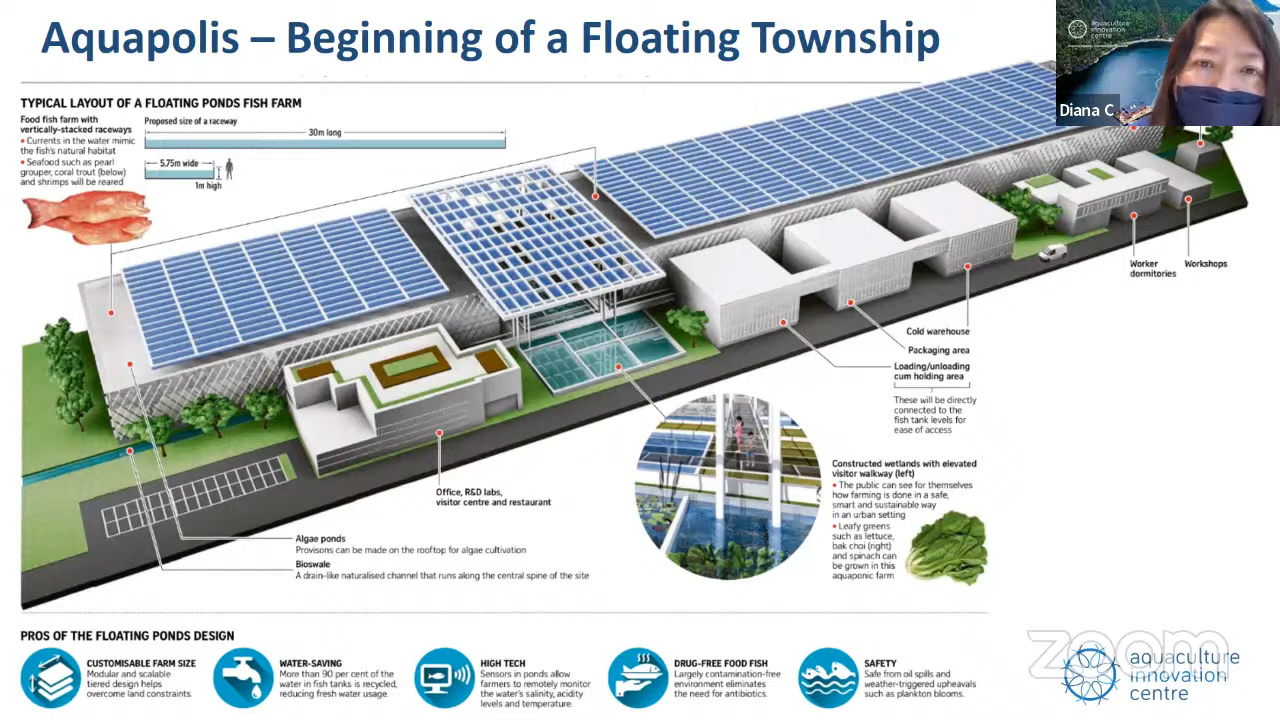 Aquapolis – Beginning of a Floating Township
aquaculture
innovation
centre
Diana C
TYPICAL LAYOUT OF A FLOATING PONDS FISH FARM
Food fish farm with
vertically-stacked raceways
• Currents in the water mimic
the fish's natural habitat
• Seafood such as pearl
grouper, coral trout (below)
and shrimps will be reared
Proposed size of a raceway
30m long
5.75m wide
1m high
Worker
dormitories
Workshops
Cold warehouse
Packaging area
Loading/unloading
cum holding area
These will be directly
connected to the
fish tank levels for
ease of access
Constructed wetlands with elevated
visitor walkway (left)
• The public can see for themselves
how farming is done in a safe,
smart and sustainable way
in an urban setting
• Leafy greens
such as lettuce,
bak choi (right)
and spinach can
be grown in this
aquaponic farm
Office, R&D labs,
visitor centre and restaurant
Algae ponds
Provisons can be made on the rooftop for algae cultivation
Bioswale
A drain-like naturalised channel that runs along the central spine of the site
PROS OF THE FLOATING PONDS DESIGN
CUSTOMISABLE FARM SIZE
Modular and scalable
tiered design helps
overcome land constraints.
WATER-SAVING
More than 90 per cent of the
water in fish tanks is recycled,
reducing fresh water usage.
HIGH TECH
Sensors in ponds allow
farmers to remotely monitor
the water's salinity, acidity
levels and temperature.
DRUG-FREE FOOD FISH
Largely contamination-free
environment eliminates
the need for antibiotics.
SAFETY
Safe from oil spills and
weather-triggered upheavals
such as plankton blooms.
zoom
aquaculture
innovation
centre